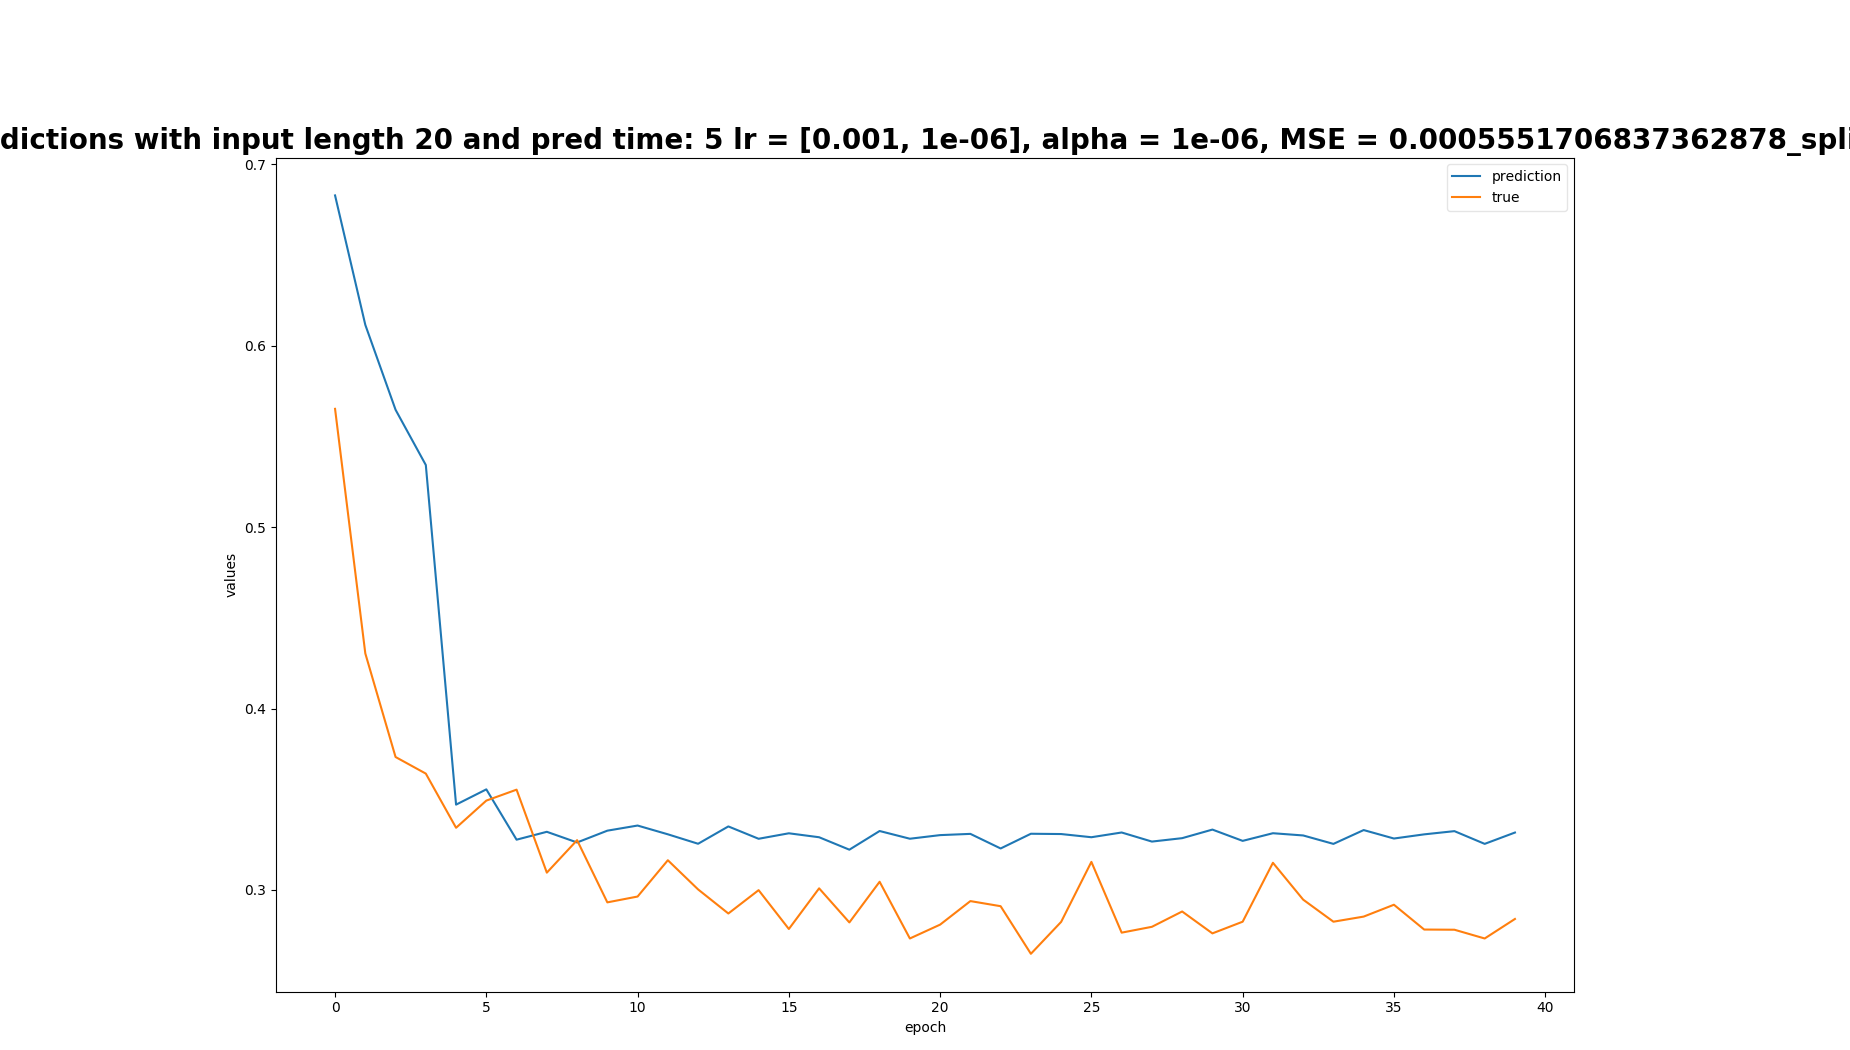 dictions with input length 20 and pred time: 5 lr = [0.001, 1e-06], alpha = 1e-06, MSE = 0.0005551706837362878_spli
prediction
true
0.7
0.6
0.5
0.4
0.3
values
0 5 10 15 20 25 30 35 40
epoch